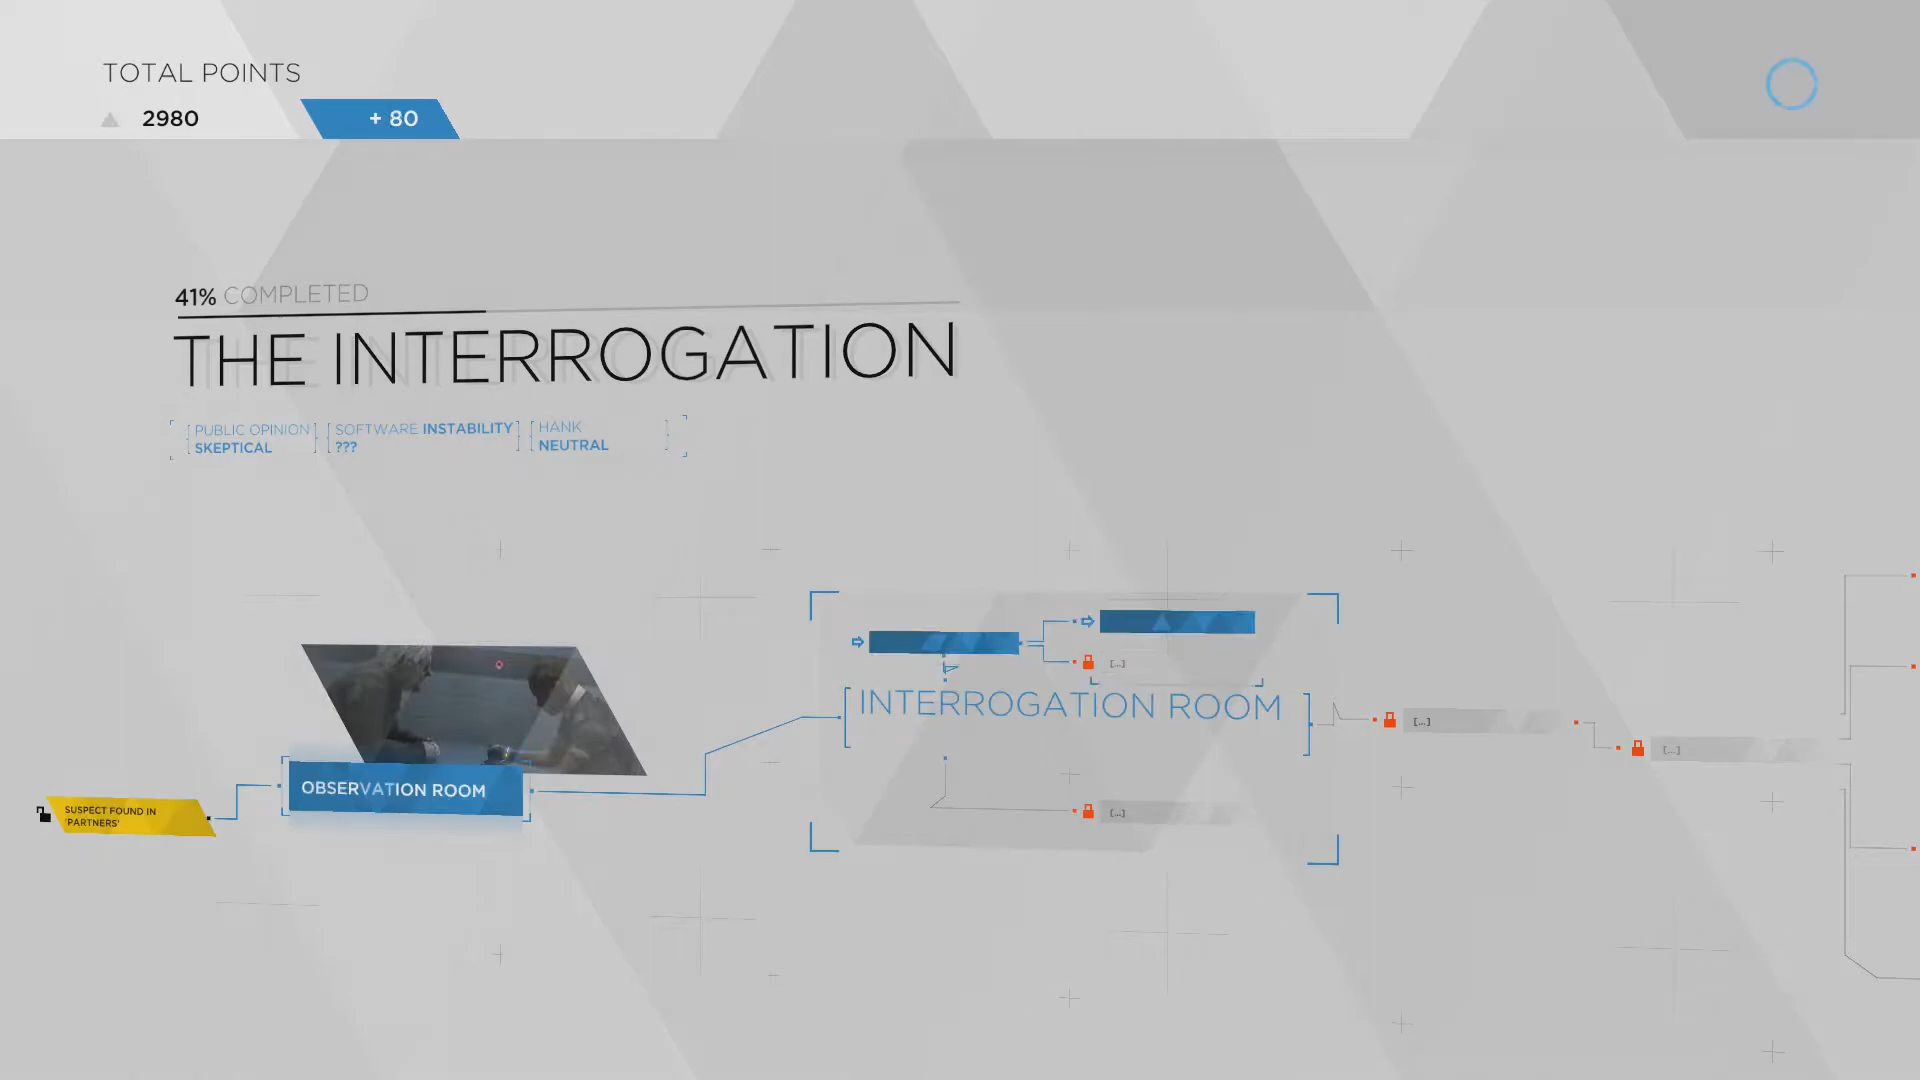 TOTAL POINTS
2980
+ 80
41% COMPLETED
THE INTERROGATION
PUBLIC OPINION
SKEPTICAL
SOFTWARE INSTABILITY
???
HANK
NEUTRAL
[...]
INTERROGATION ROOM
[...]
[...]
OBSERVATION ROOM
SUSPECT FOUND IN
'PARTNERS'
[...]